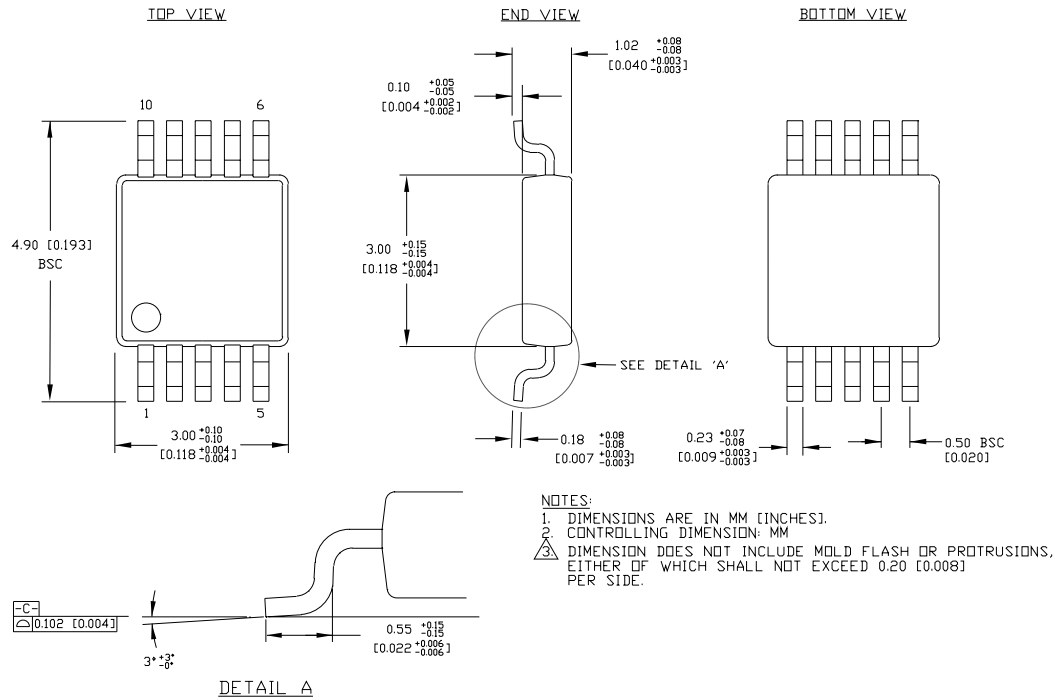 TOP VIEW
END VIEW
BOTTOM VIEW
1.02 +0.08 -0.08
[0.040 +0.003 -0.003]
0.10 +0.05 -0.05
[0.004 +0.002 -0.002]
10
6
4.90 [0.193]
BSC
3.00 +0.15 -0.15
[0.118 +0.004 -0.004]
SEE DETAIL 'A'
1
5
3.00 +0.10 -0.10
[0.118 +0.004 -0.004]
0.18 +0.08 -0.08
[0.007 +0.003 -0.003]
0.23 +0.07 -0.08
[0.009 +0.003 -0.003]
0.50 BSC
[0.020]
NOTES:
1. DIMENSIONS ARE IN MM [INCHES].
2. CONTROLLING DIMENSION: MM
3. DIMENSION DOES NOT INCLUDE MOLD FLASH OR PROTRUSIONS,
EITHER OF WHICH SHALL NOT EXCEED 0.20 [0.008]
PER SIDE.
-C-
0.102 [0.004]
3° +3° -0°
0.55 +0.15 -0.15
[0.022 +0.006 -0.006]
DETAIL A